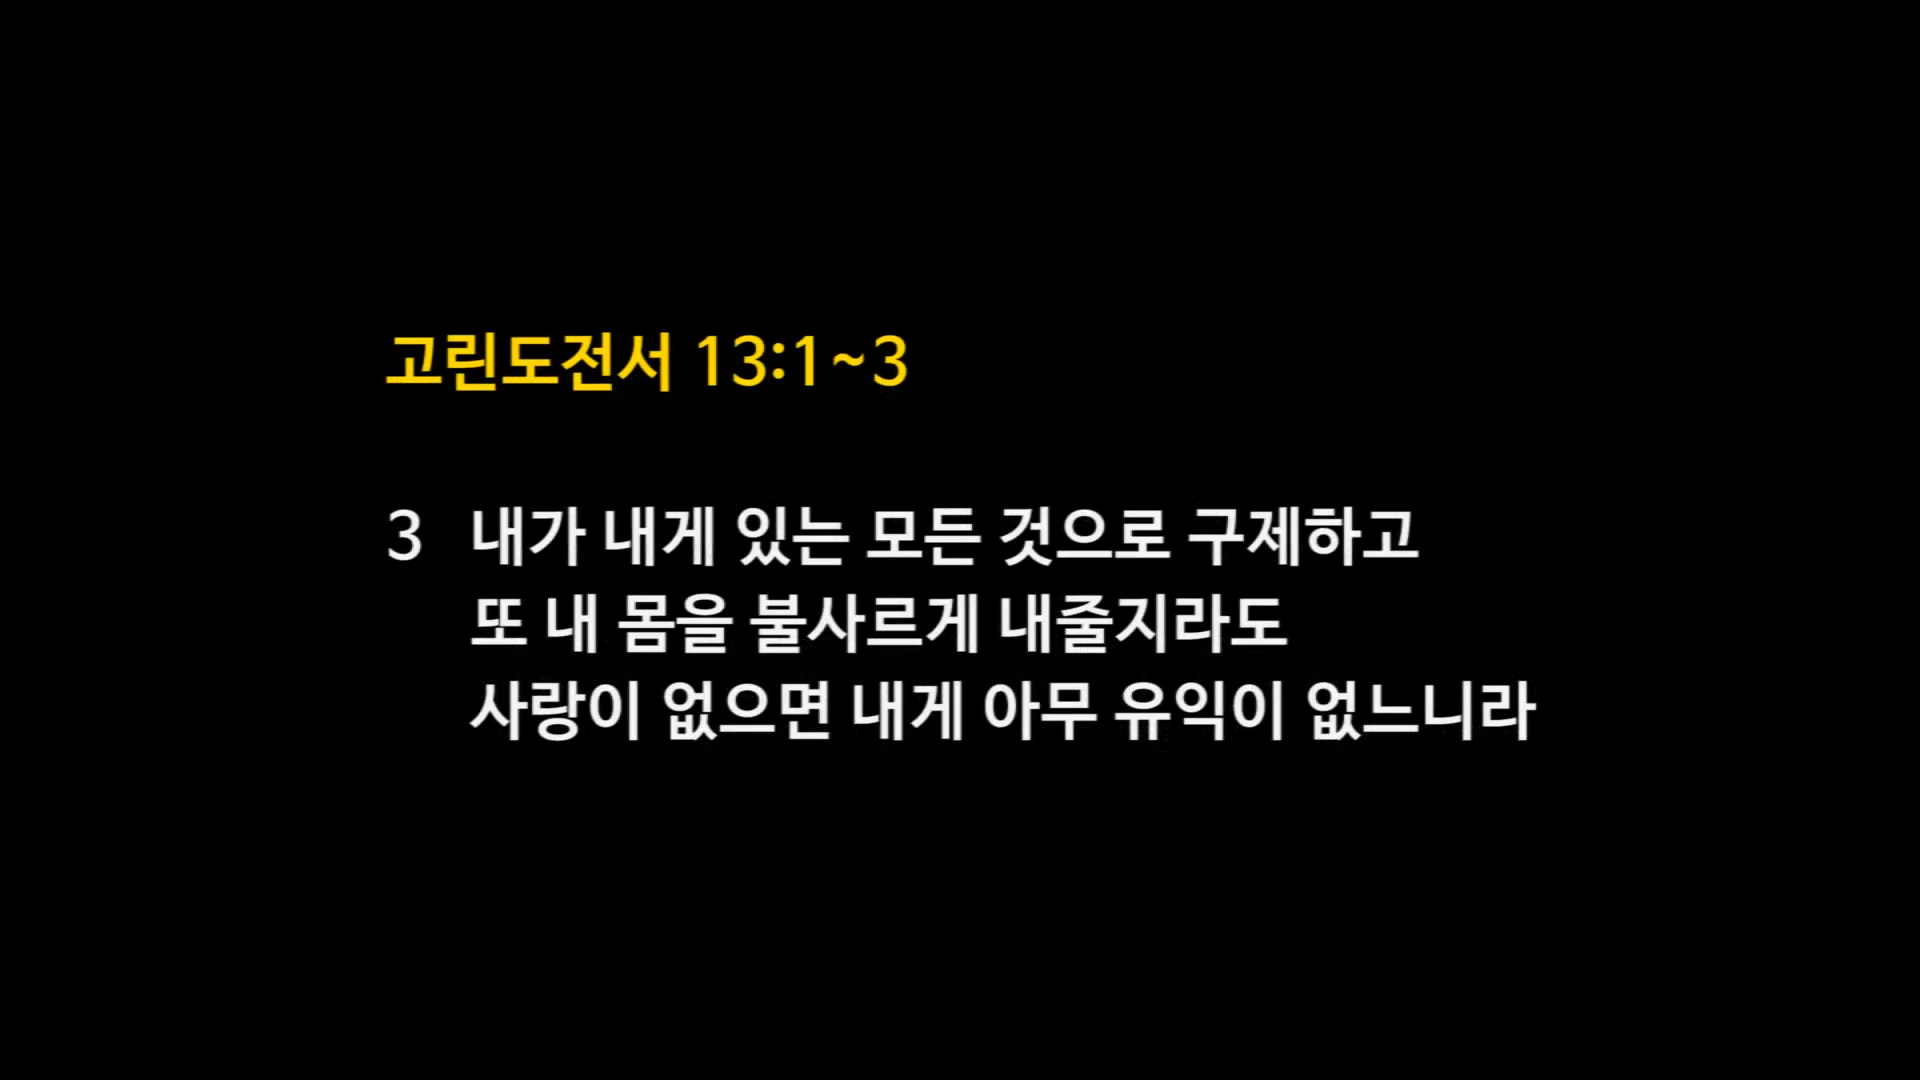 고린도전서 13:1~3
3 내가 내게 있는 모든 것으로 구제하고
또 내 몸을 불사르게 내줄지라도
사랑이 없으면 내게 아무 유익이 없느니라